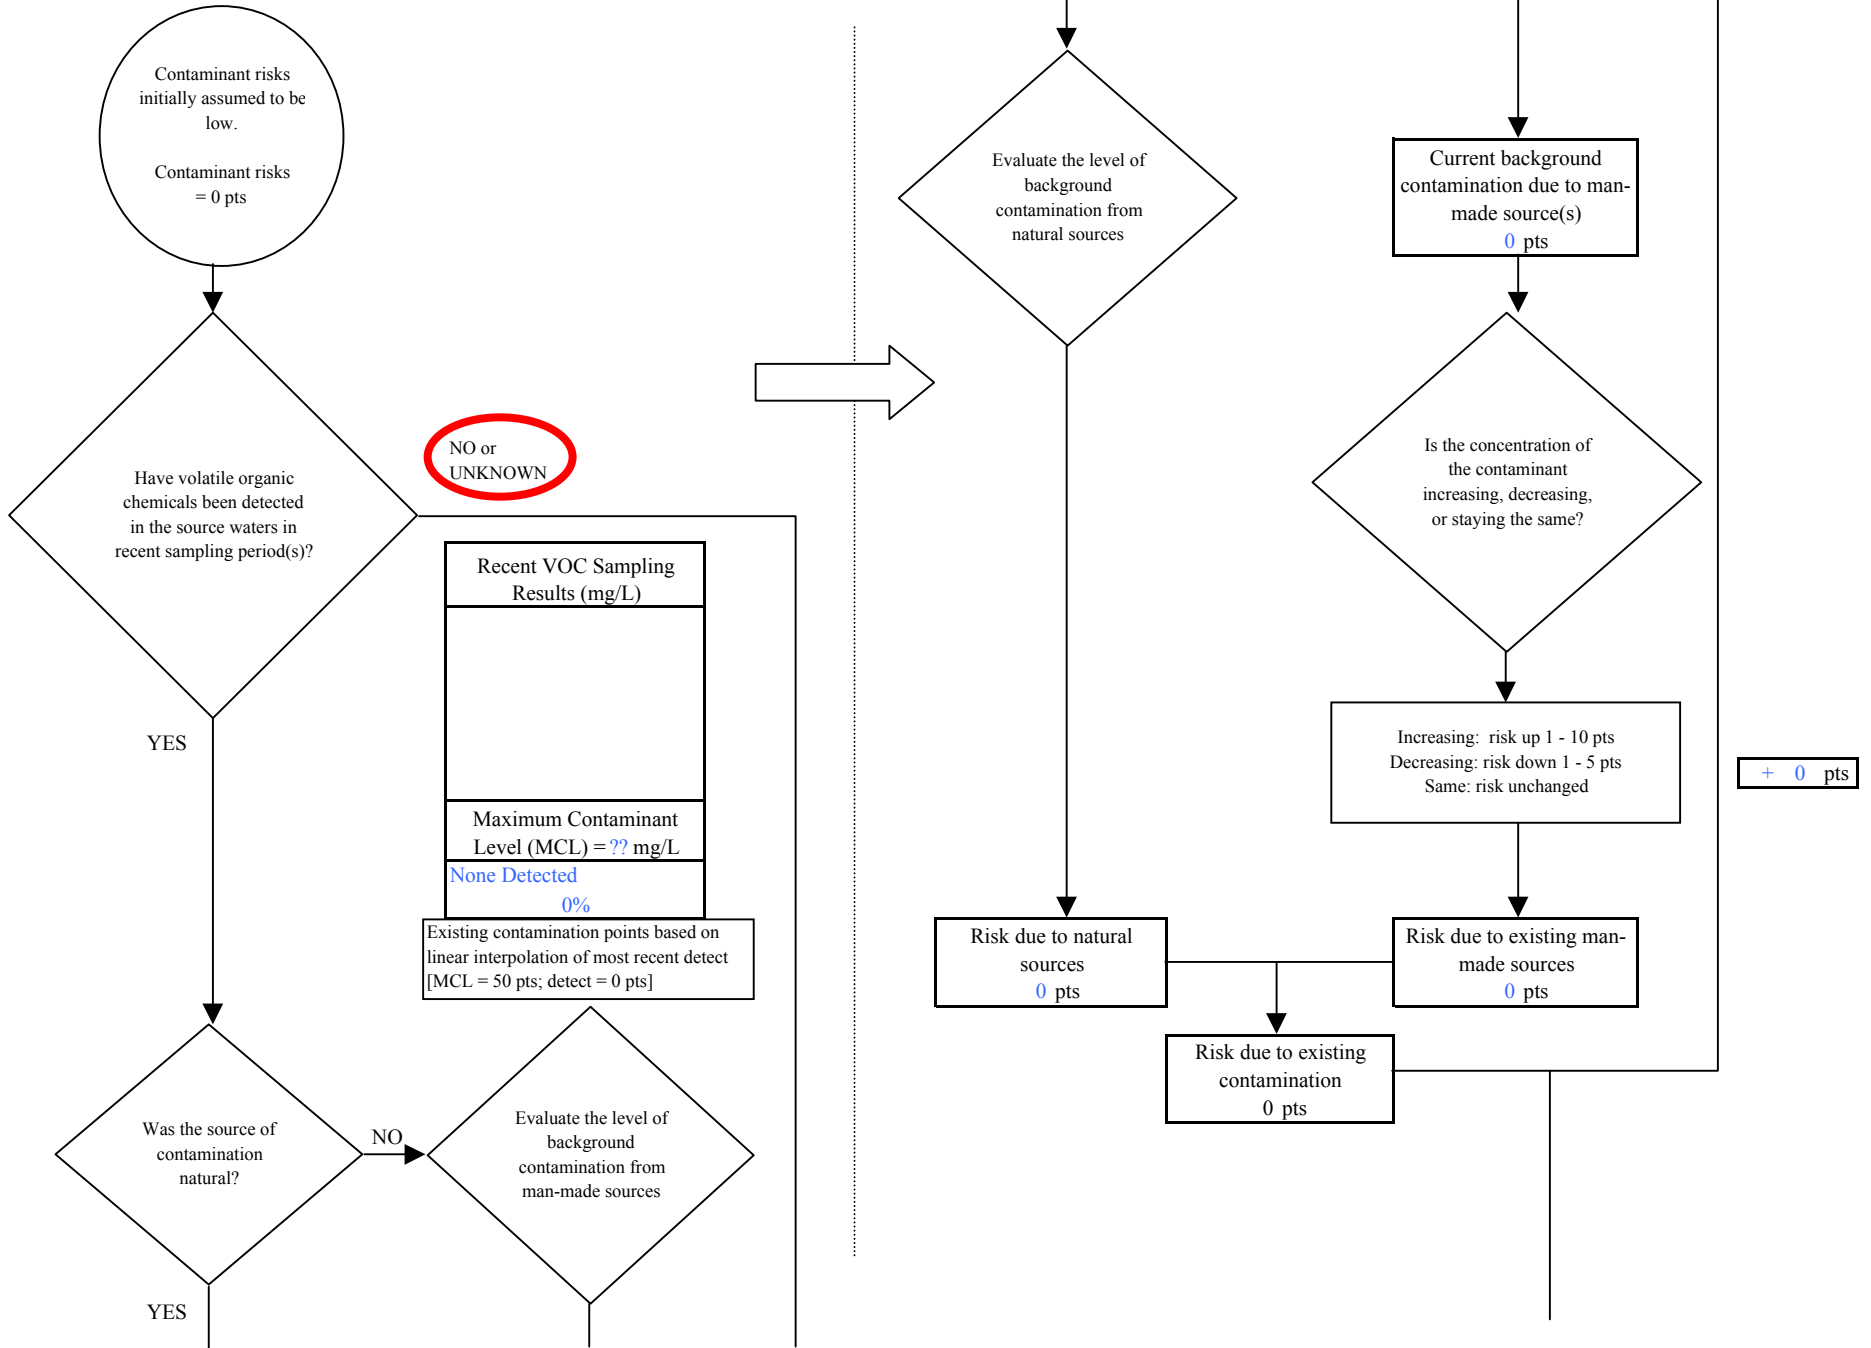 Contaminant risks
initially assumed to be
low.
Contaminant risks
= 0 pts
Have volatile organic
chemicals been detected
in the source waters in
recent sampling period(s)?
NO or
UNKNOWN
YES
Recent VOC Sampling
Results (mg/L)
Maximum Contaminant
Level (MCL) = ?? mg/L
None Detected
0%
Existing contamination points based on
linear interpolation of most recent detect
[MCL = 50 pts; detect = 0 pts]
Was the source of
contamination
natural?
NO
YES
Evaluate the level of
background
contamination from
man-made sources
Evaluate the level of
background
contamination from
natural sources
Current background
contamination due to man-
made source(s)
0 pts
Is the concentration of
the contaminant
increasing, decreasing,
or staying the same?
Increasing: risk up 1 - 10 pts
Decreasing: risk down 1 - 5 pts
Same: risk unchanged
+ 0 pts
Risk due to natural
sources
0 pts
Risk due to existing man-
made sources
0 pts
Risk due to existing
contamination
0 pts